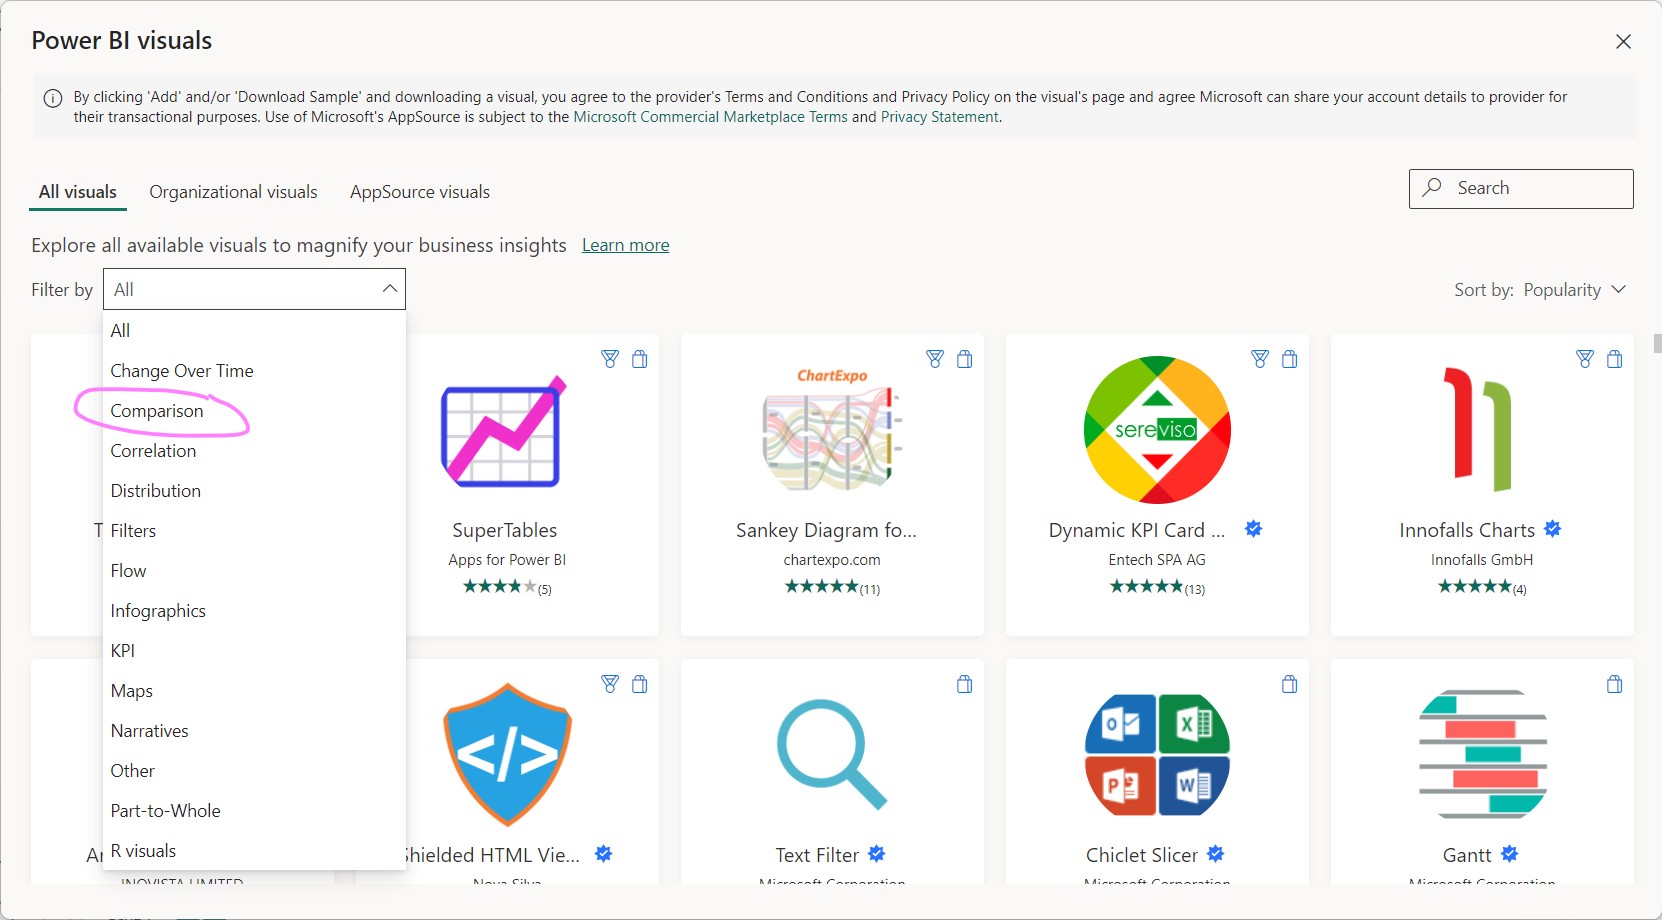 Power BI visuals
By clicking 'Add' and/or 'Download Sample' and downloading a visual, you agree to the provider's Terms and Conditions and Privacy Policy on the visual's page and agree Microsoft can share your account details to provider for
their transactional purposes. Use of Microsoft's AppSource is subject to the Microsoft Commercial Marketplace Terms and Privacy Statement.
All visuals
Organizational visuals
AppSource visuals
Search
Explore all available visuals to magnify your business insights Learn more
Filter by
All
Sort by: Popularity
All
Change Over Time
Comparison
Correlation
Distribution
Filters
Flow
Infographics
KPI
Maps
Narratives
Other
Part-to-Whole
R visuals
SuperTables
Apps for Power BI
(5)
ChartExpo
Sankey Diagram fo...
chartexpo.com
(11)
sereviso
Dynamic KPI Card ...
Entech SPA AG
(13)
Innofalls Charts
Innofalls GmbH
(4)
INOVISTA LIMITED
</>
Shielded HTML Vie...
Nova Silva
Text Filter
Microsoft Corporation
O
X
P
W
Chiclet Slicer
Microsoft Corporation
Gantt
Microsoft Corporation